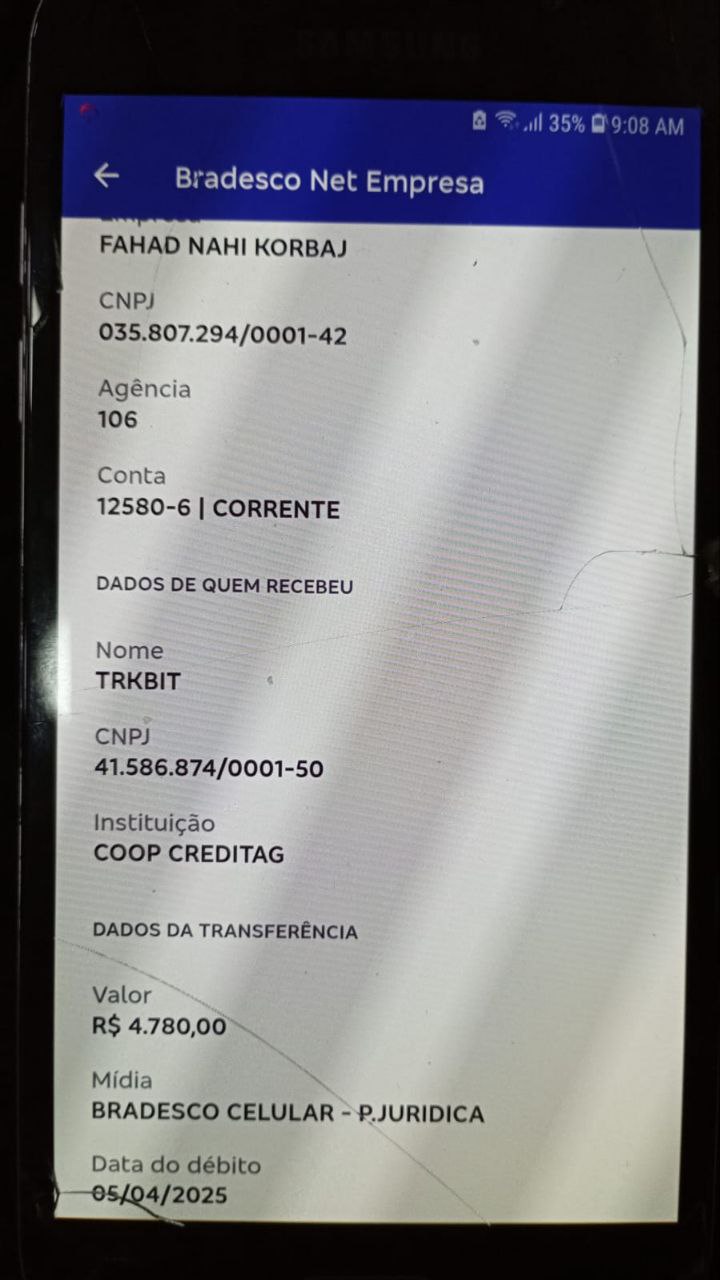 SAMSUNG
35% 9:08 AM
Bradesco Net Empresa
Empresa
FAHAD NAHI KORBAJ
CNPJ
035.807.294/0001-42
Agência
106
Conta
12580-6 | CORRENTE
DADOS DE QUEM RECEBEU
Nome
TRKBIT
CNPJ
41.586.874/0001-50
Instituição
COOP CREDITAG
DADOS DA TRANSFERÊNCIA
Valor
R$ 4.780,00
Mídia
BRADESCO CELULAR - P.JURIDICA
Data do débito
05/04/2025